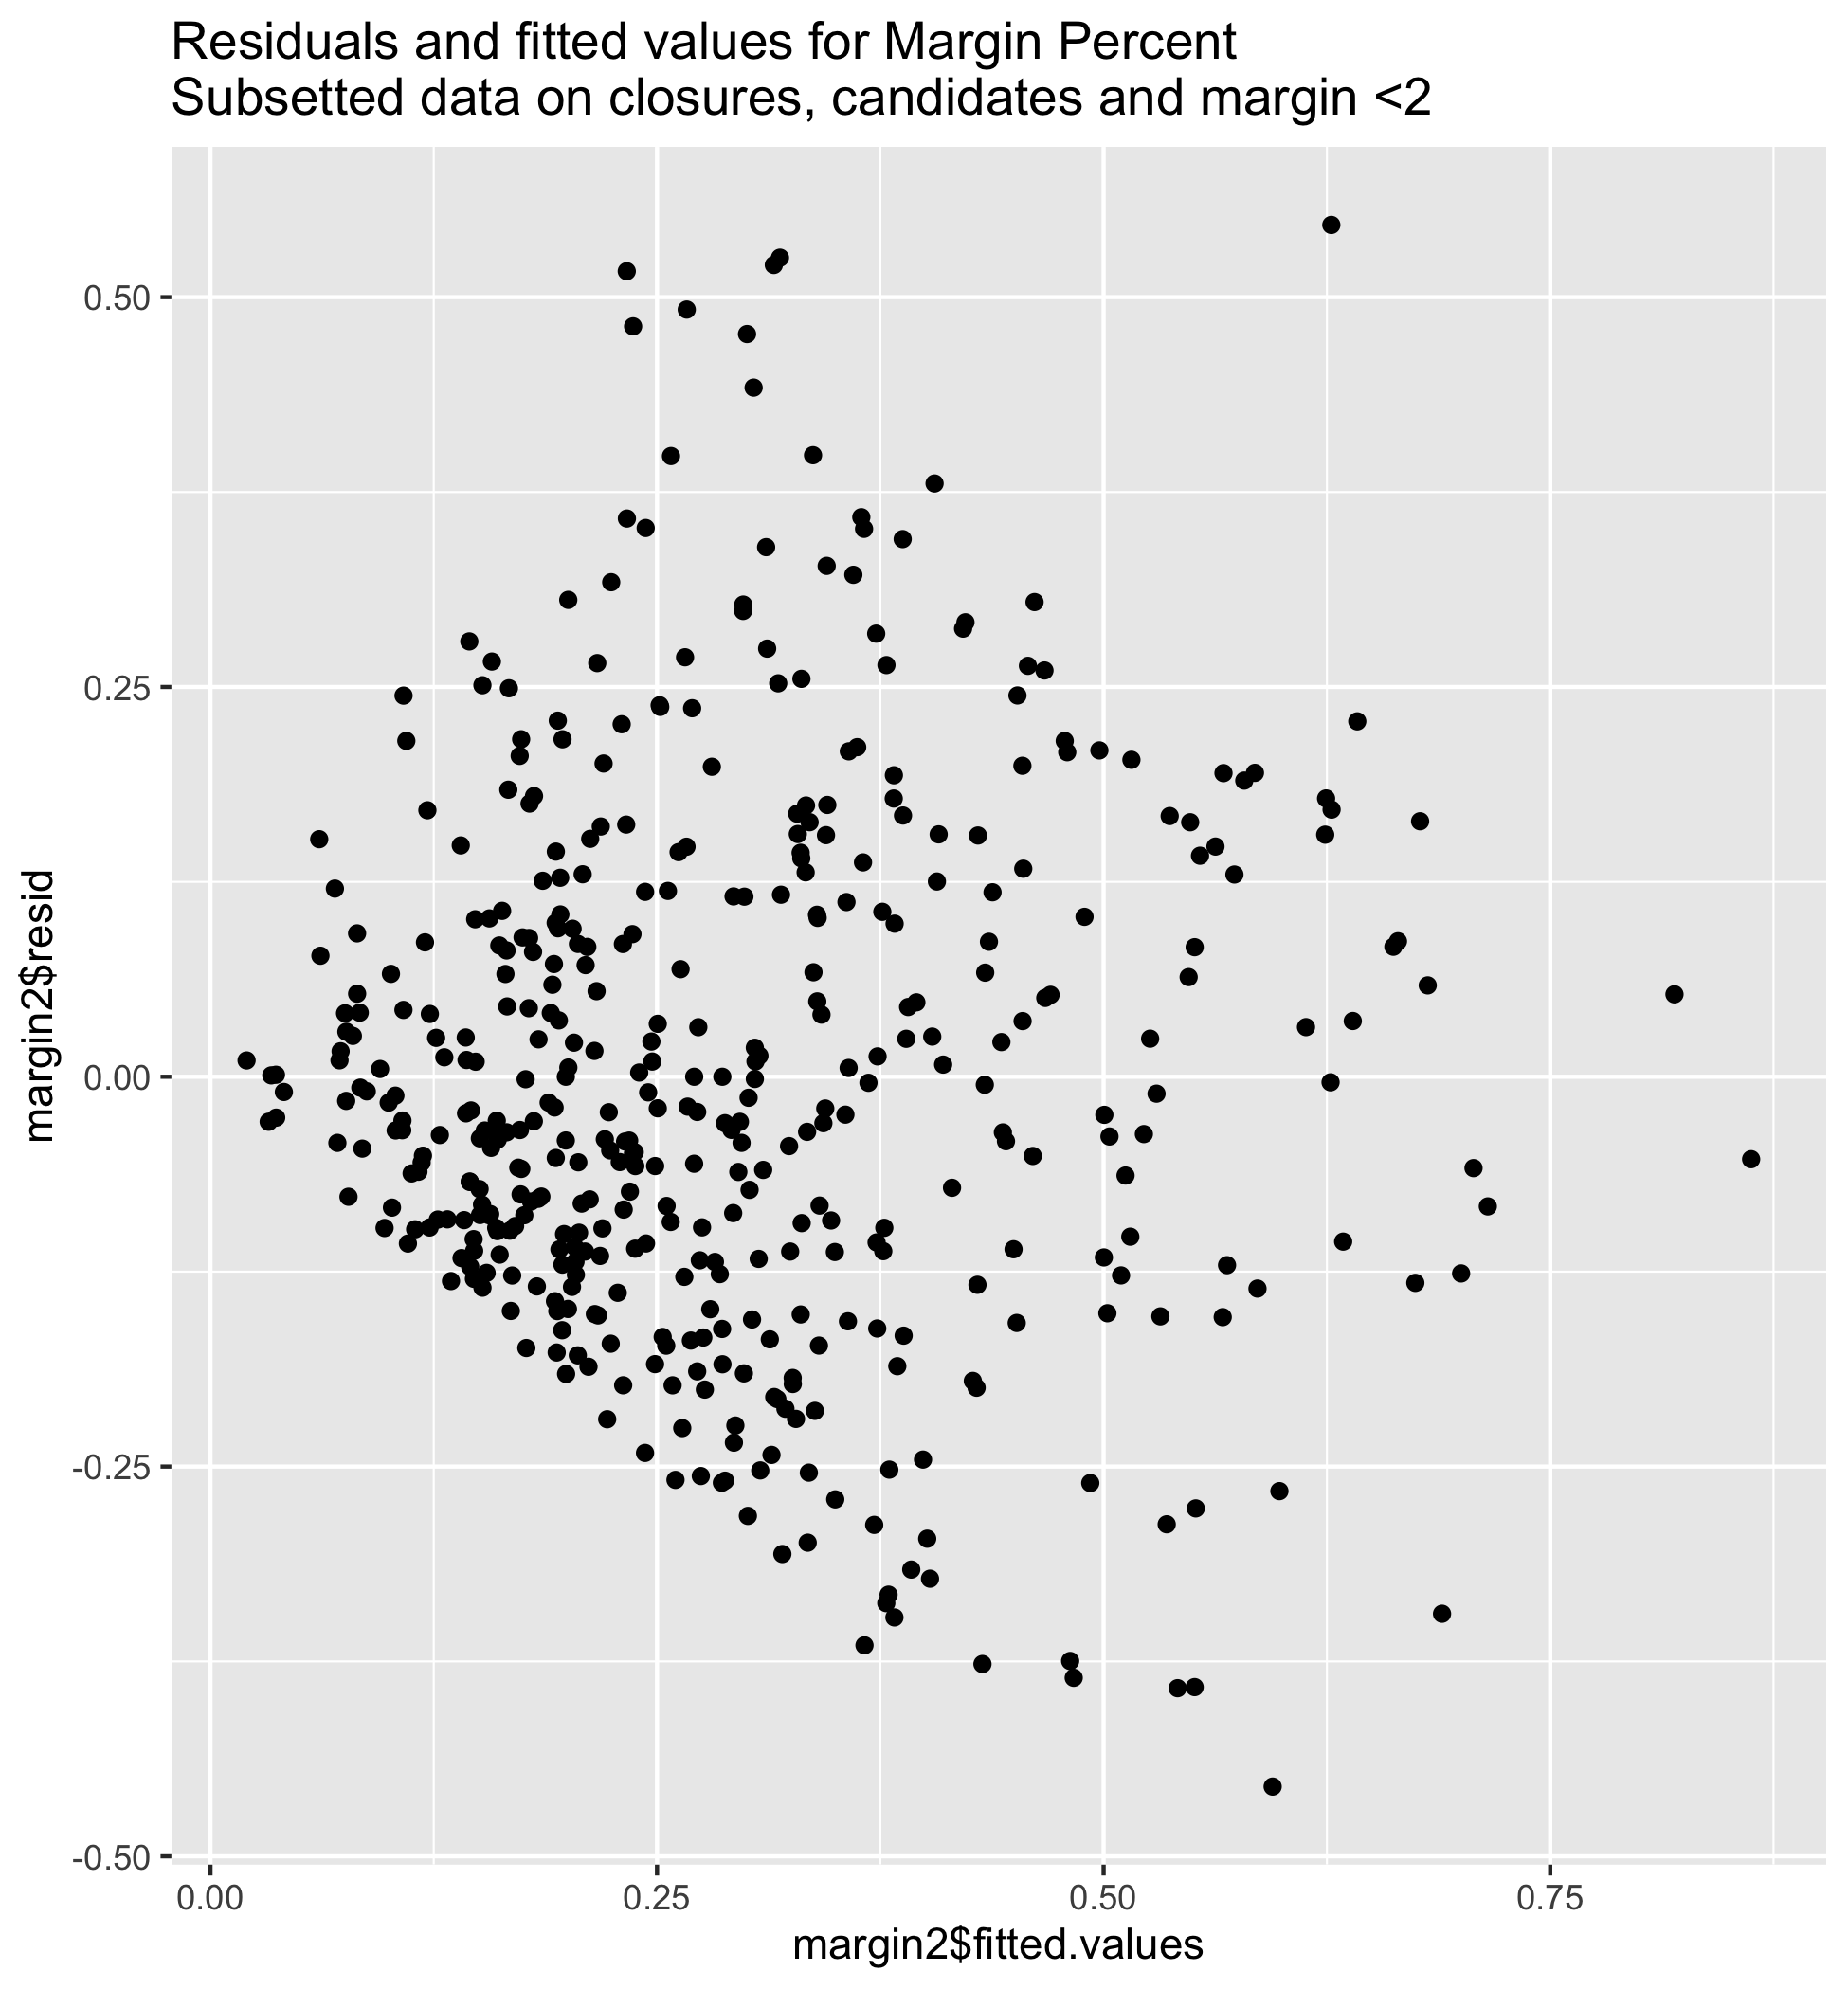 Residuals and fitted values for Margin Percent
Subsetted data on closures, candidates and margin <2
margin2$resid
0.50
0.25
0.00
-0.25
-0.50
0.00 0.25 0.50 0.75
margin2$fitted.values